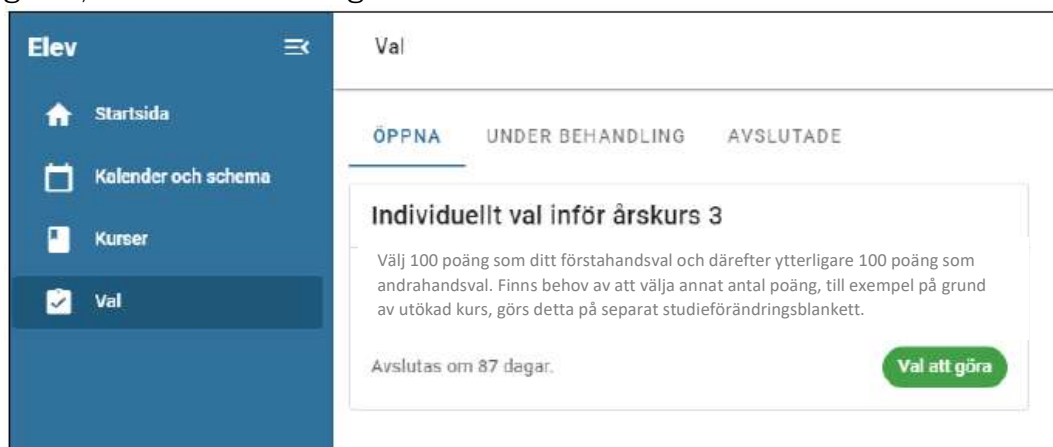 Elev
Startsida
Kalender och schema
Kurser
Val
Val
ÖPPNA UNDER BEHANDLING AVSLUTADE
Individuellt val inför årskurs 3
Välj 100 poäng som ditt förstahandsval och därefter ytterligare 100 poäng som
andrahandsval. Finns behov av att välja annat antal poäng, till exempel på grund
av utökad kurs, görs detta på separat studieförändringsblankett.
Avslutas om 87 dagar.
Val att göra